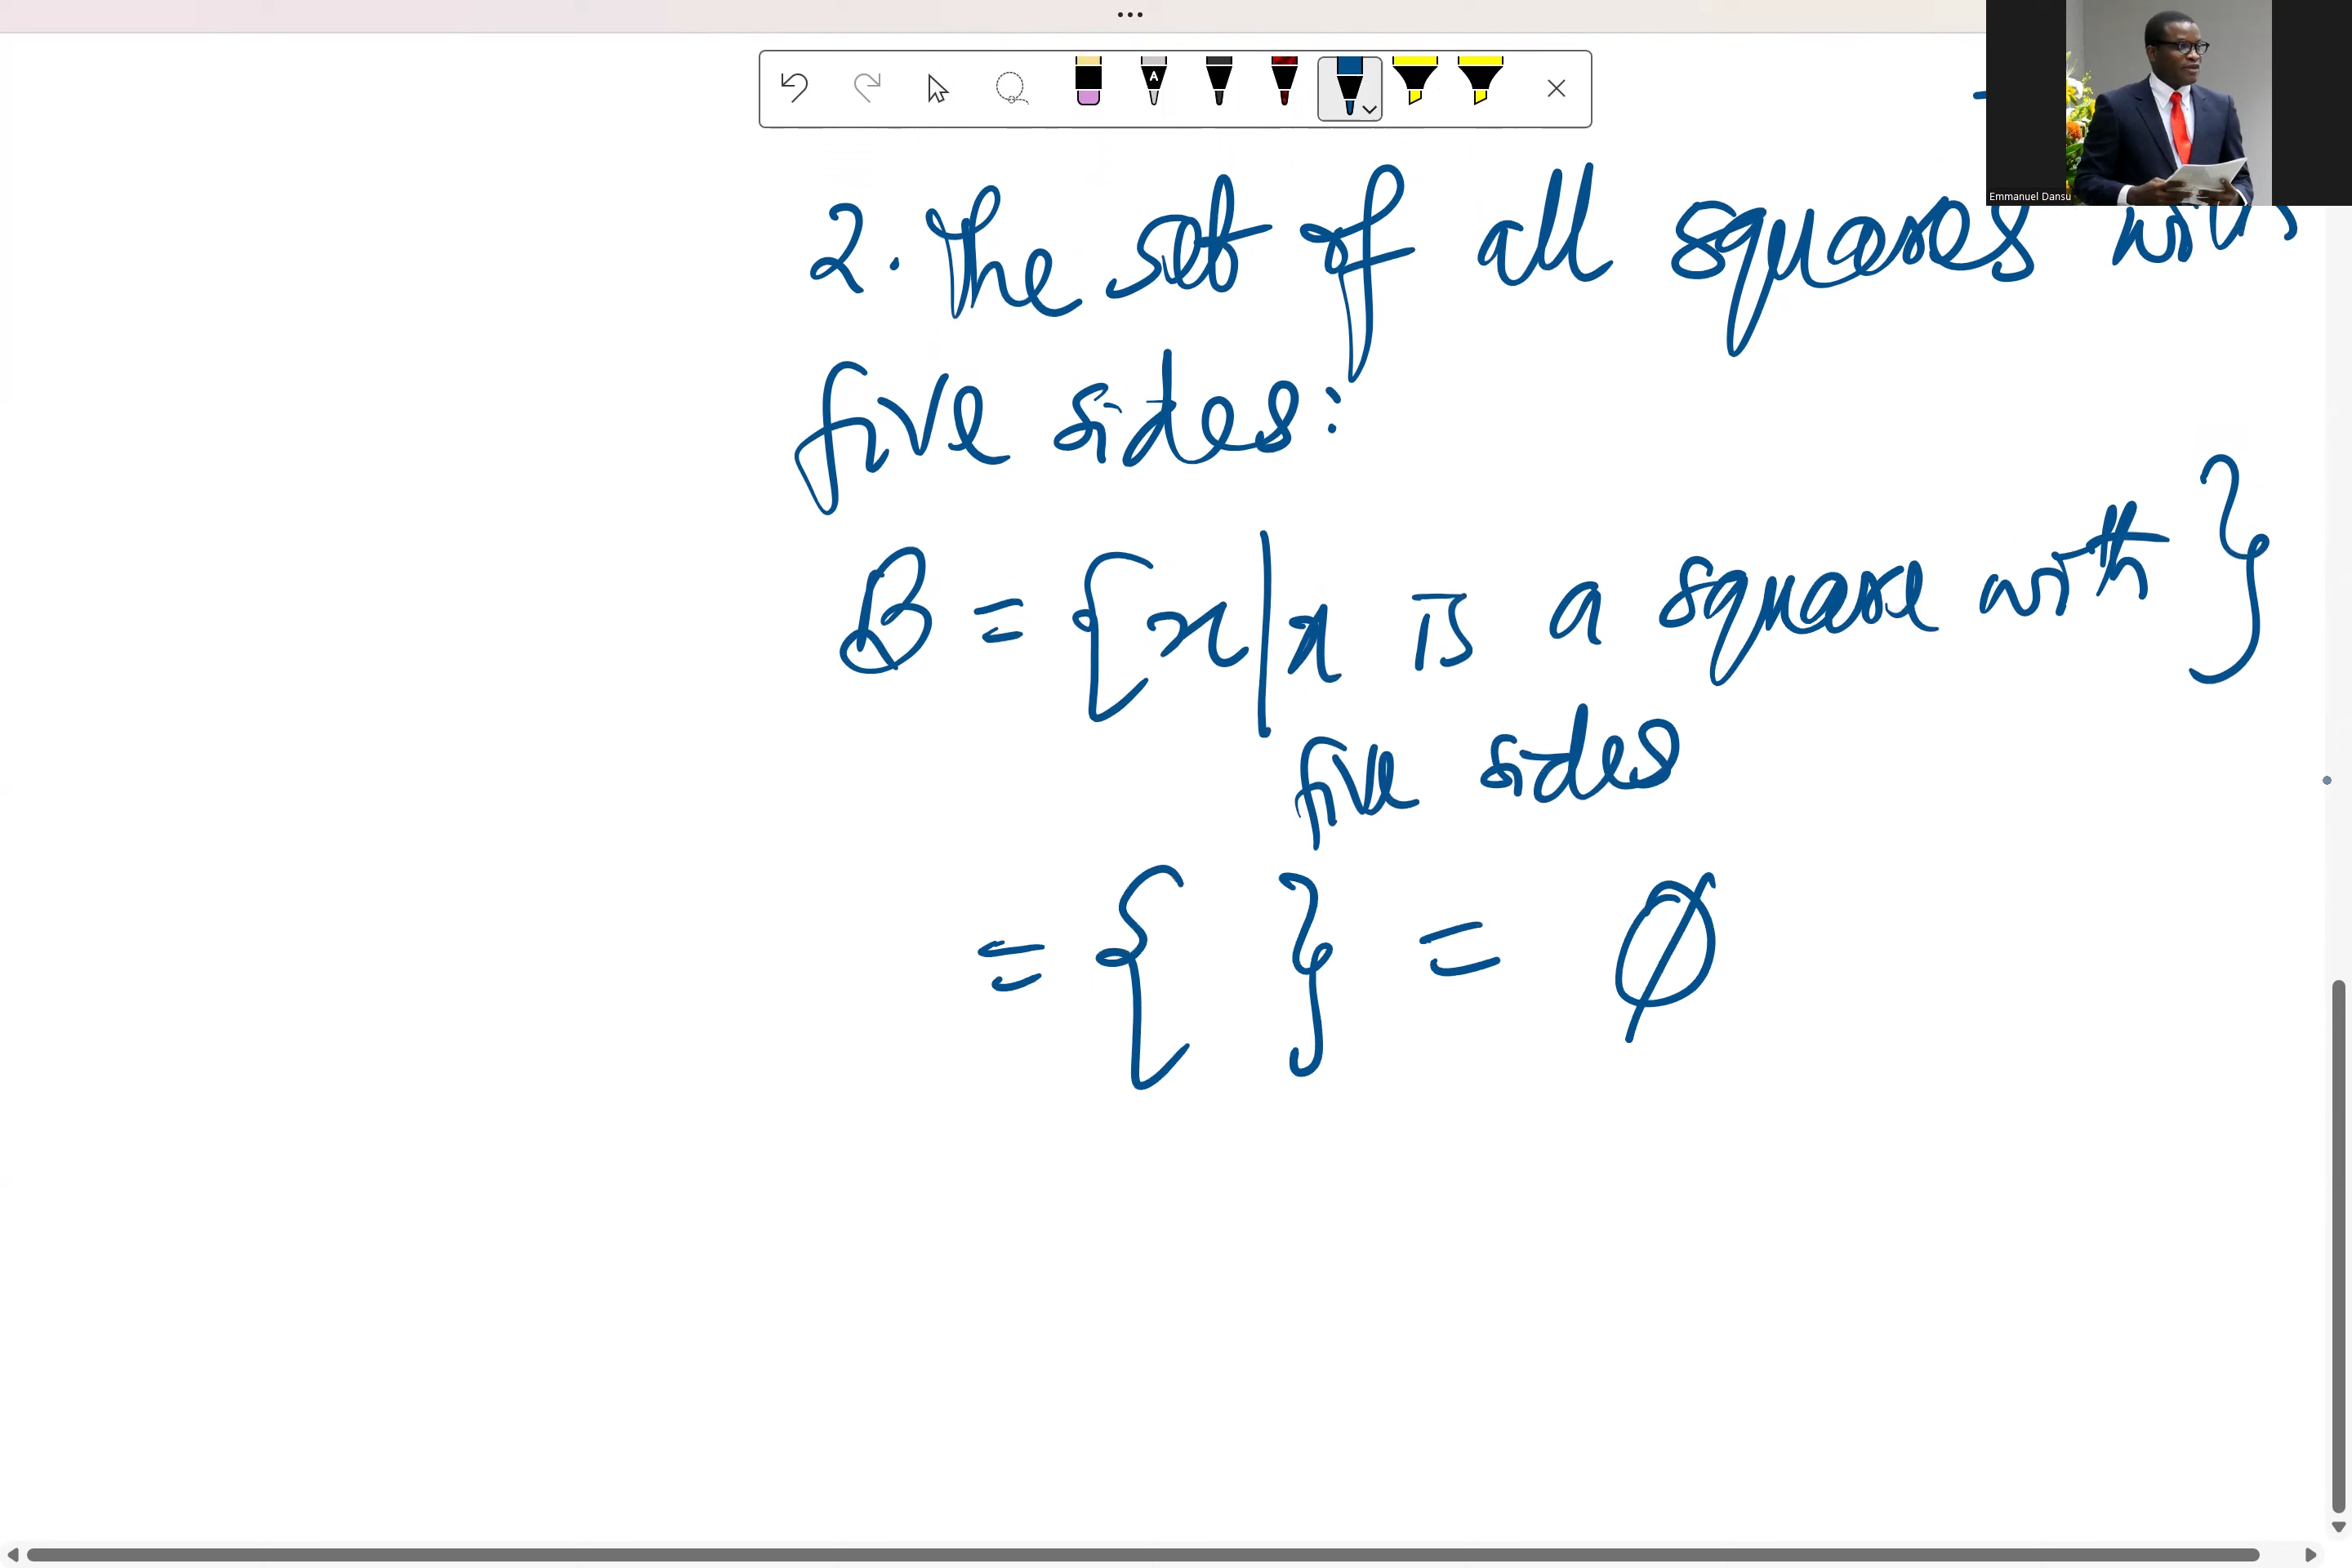 Emmanuel Dansu
2. The set of all squares with
five sides:
B = {x|x is a square with}
five sides
= { } = ∅